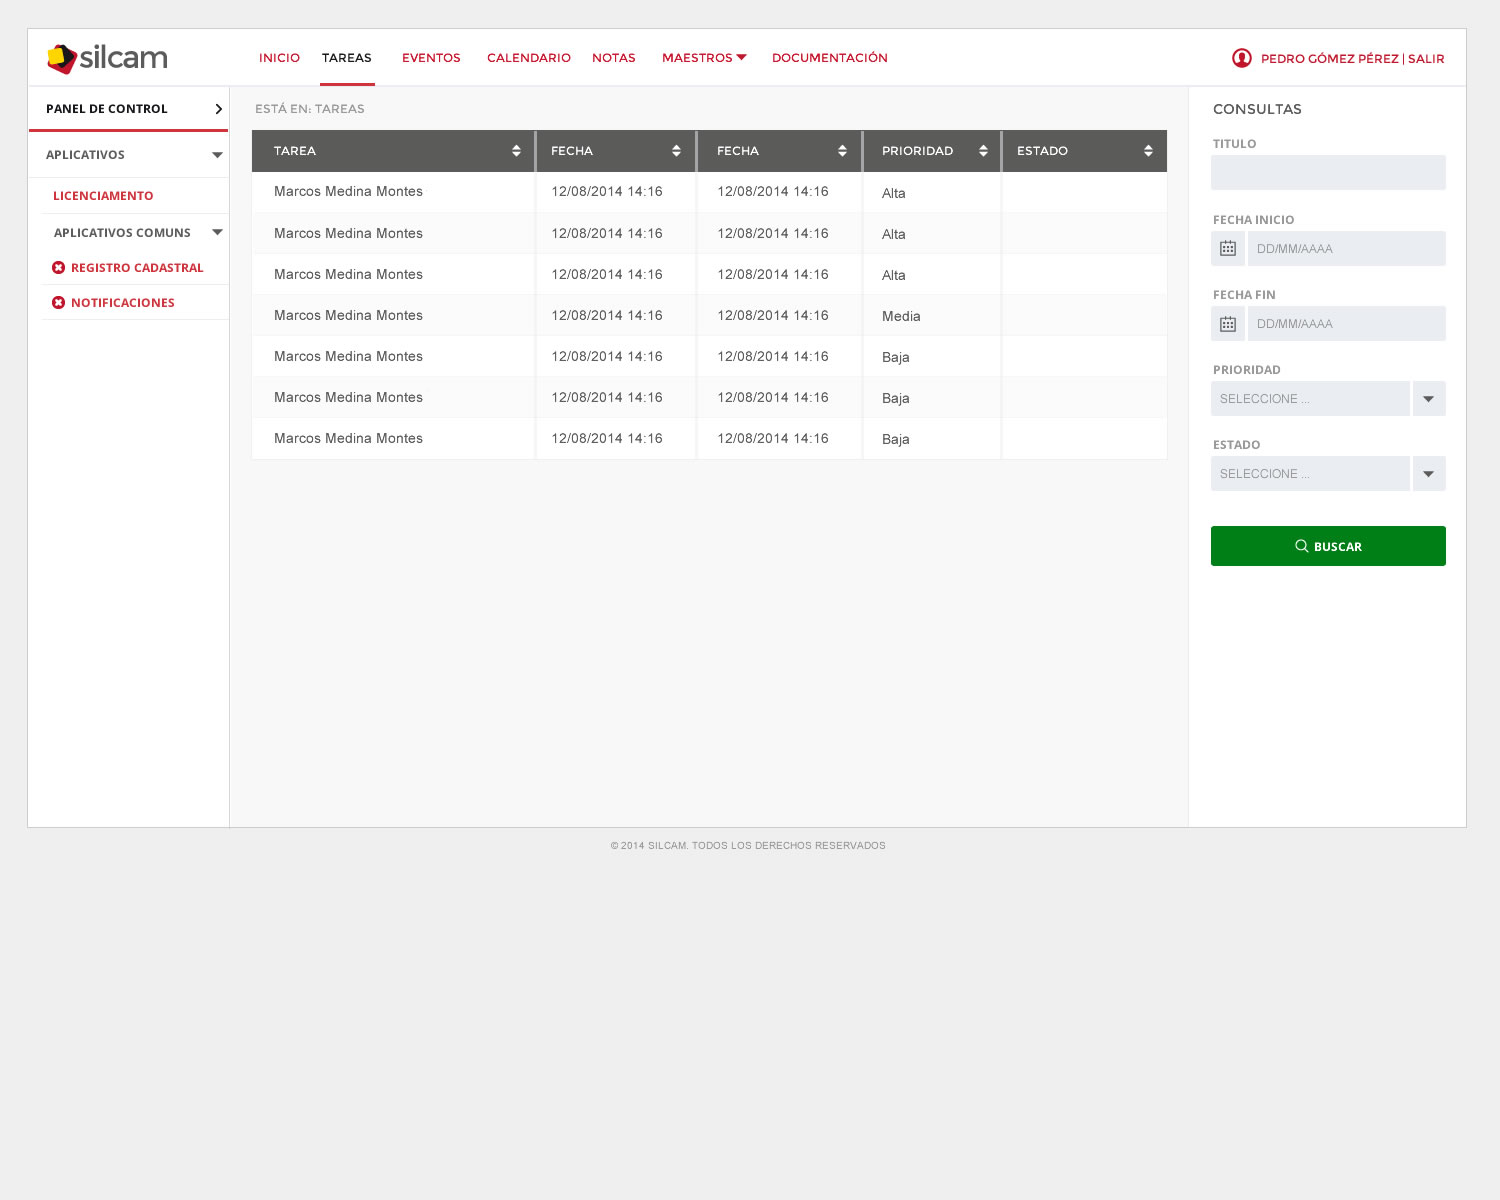 silcam
INICIO TAREAS EVENTOS CALENDARIO NOTAS MAESTROS DOCUMENTACIÓN
PEDRO GÓMEZ PÉREZ | SALIR
PANEL DE CONTROL
APLICATIVOS
LICENCIAMENTO
APLICATIVOS COMUNS
REGISTRO CADASTRAL
NOTIFICACIONES
ESTÁ EN: TAREAS
TAREA FECHA FECHA PRIORIDAD ESTADO
Marcos Medina Montes 12/08/2014 14:16 12/08/2014 14:16 Alta
Marcos Medina Montes 12/08/2014 14:16 12/08/2014 14:16 Alta
Marcos Medina Montes 12/08/2014 14:16 12/08/2014 14:16 Alta
Marcos Medina Montes 12/08/2014 14:16 12/08/2014 14:16 Media
Marcos Medina Montes 12/08/2014 14:16 12/08/2014 14:16 Baja
Marcos Medina Montes 12/08/2014 14:16 12/08/2014 14:16 Baja
Marcos Medina Montes 12/08/2014 14:16 12/08/2014 14:16 Baja
CONSULTAS
TITULO
FECHA INICIO
DD/MM/AAAA
FECHA FIN
DD/MM/AAAA
PRIORIDAD
SELECCIONE ...
ESTADO
SELECCIONE ...
BUSCAR
© 2014 SILCAM. TODOS LOS DERECHOS RESERVADOS